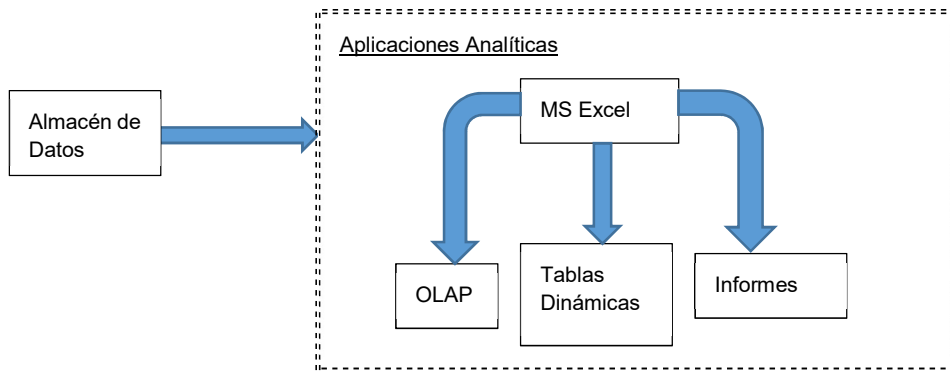 Aplicaciones Analíticas
Almacén de
Datos
MS Excel
OLAP
Tablas
Dinámicas
Informes